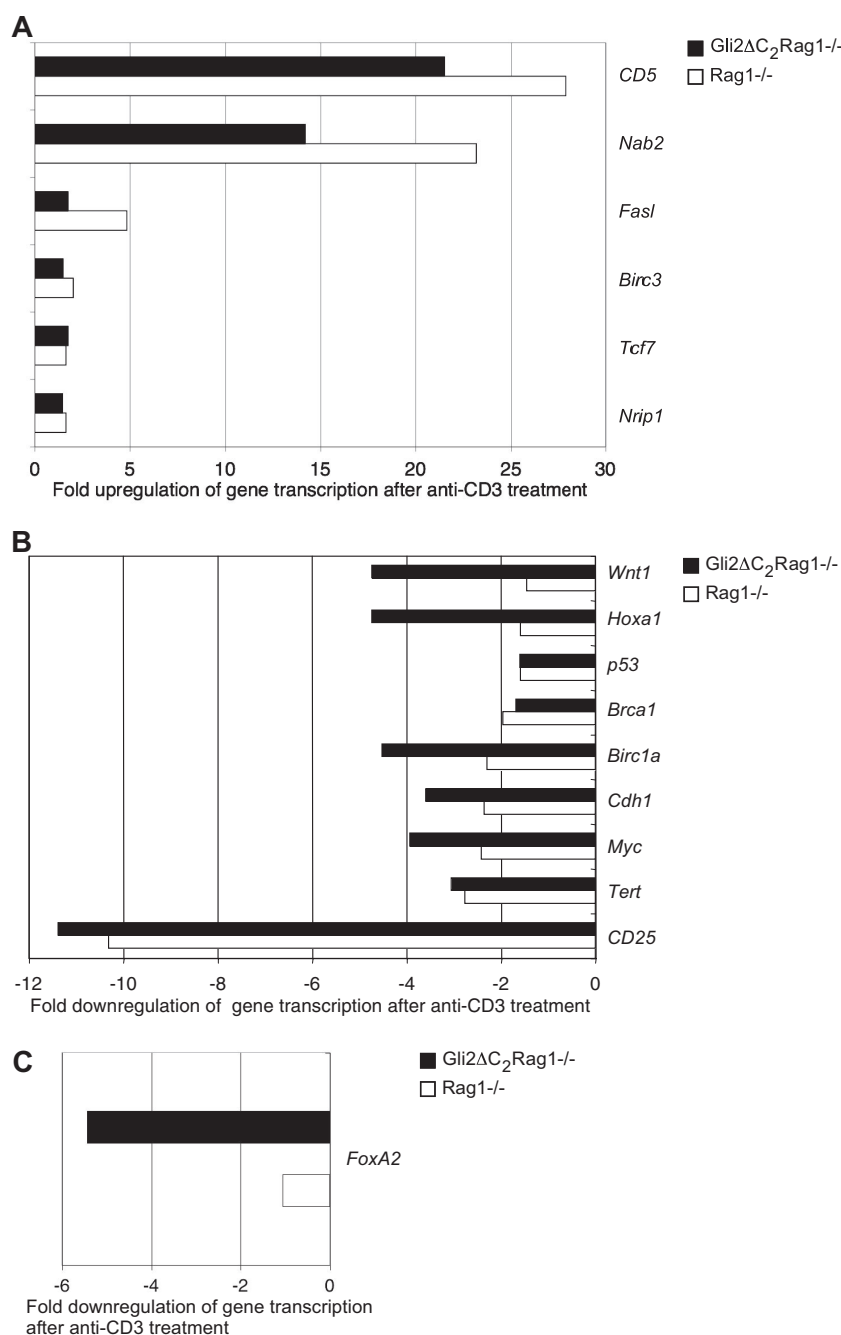 A
Gli2ΔC2Rag1-/-
Rag1-/-
CD5
Nab2
Fasl
Birc3
Tcf7
Nrip1
0 5 10 15 20 25 30
Fold upregulation of gene transcription after anti-CD3 treatment
B
Gli2ΔC2Rag1-/-
Rag1-/-
Wnt1
Hoxa1
p53
Brca1
Birc1a
Cdh1
Myc
Tert
CD25
-12 -10 -8 -6 -4 -2 0
Fold downregulation of gene transcription after anti-CD3 treatment
C
Gli2ΔC2Rag1-/-
Rag1-/-
FoxA2
-6 -4 -2 0
Fold downregulation of gene transcription
after anti-CD3 treatment